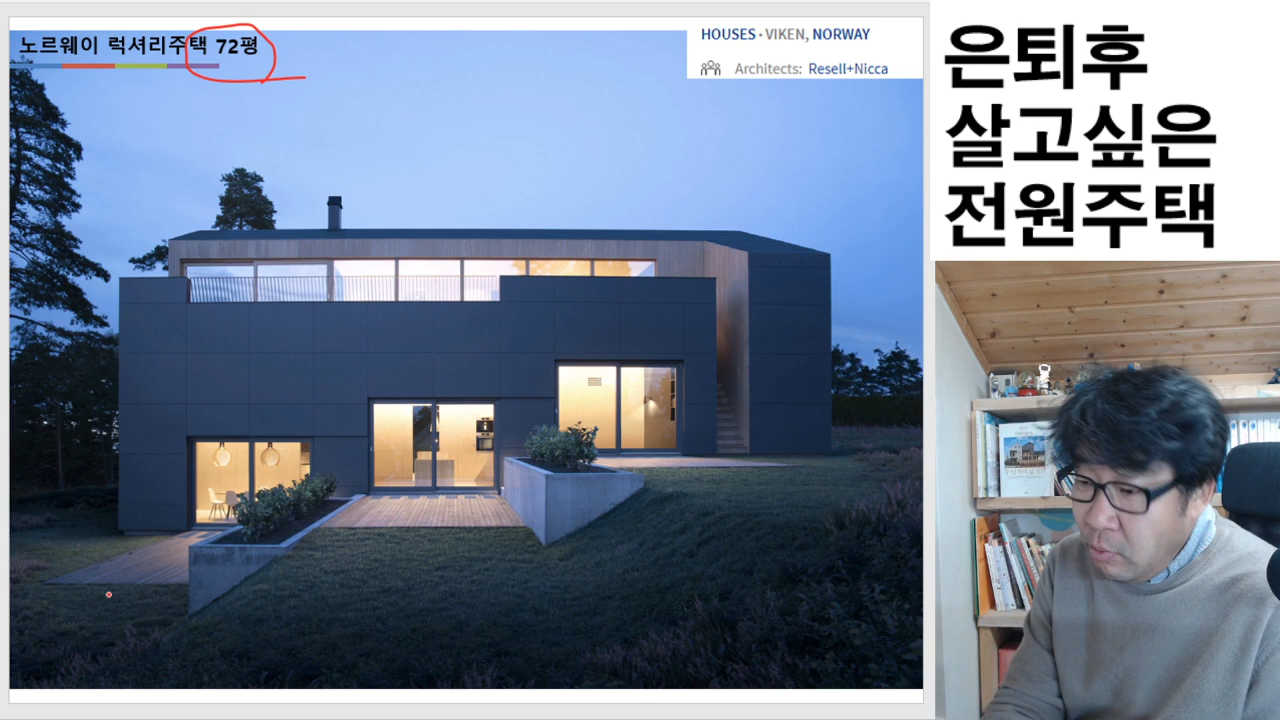 노르웨이 럭셔리주택 72평
HOUSES · VIKEN, NORWAY
Architects: Resell+Nicca
은퇴후
살고싶은
전원주택